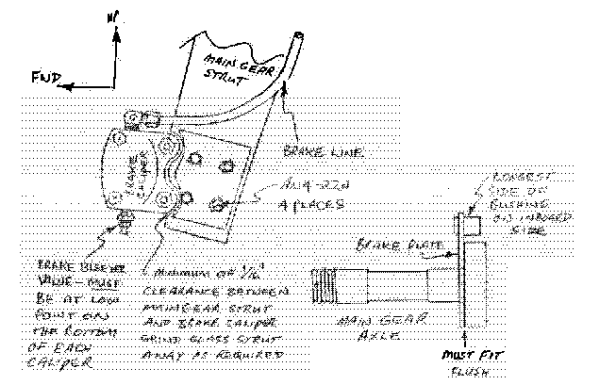 UP
FWD
MAIN GEAR
STRUT
BRAKE LINE
BRAKE
CALIPER
AN4-22A
4 PLACES
LONGEST
SIDE OF
BUSHING
ON INBOARD
SIDE
BRAKE PLATE
BRAKE BLEEDER
VALVE - MUST
BE AT LOW
POINT ON
THE BOTTOM
OF EACH
CALIPER
MINIMUM OF 1/16"
CLEARANCE BETWEEN
MAIN GEAR STRUT
AND BRAKE CALIPER
GRIND GLASS STRUT
AWAY AS REQUIRED
MAIN GEAR
AXLE
MUST FIT
FLUSH